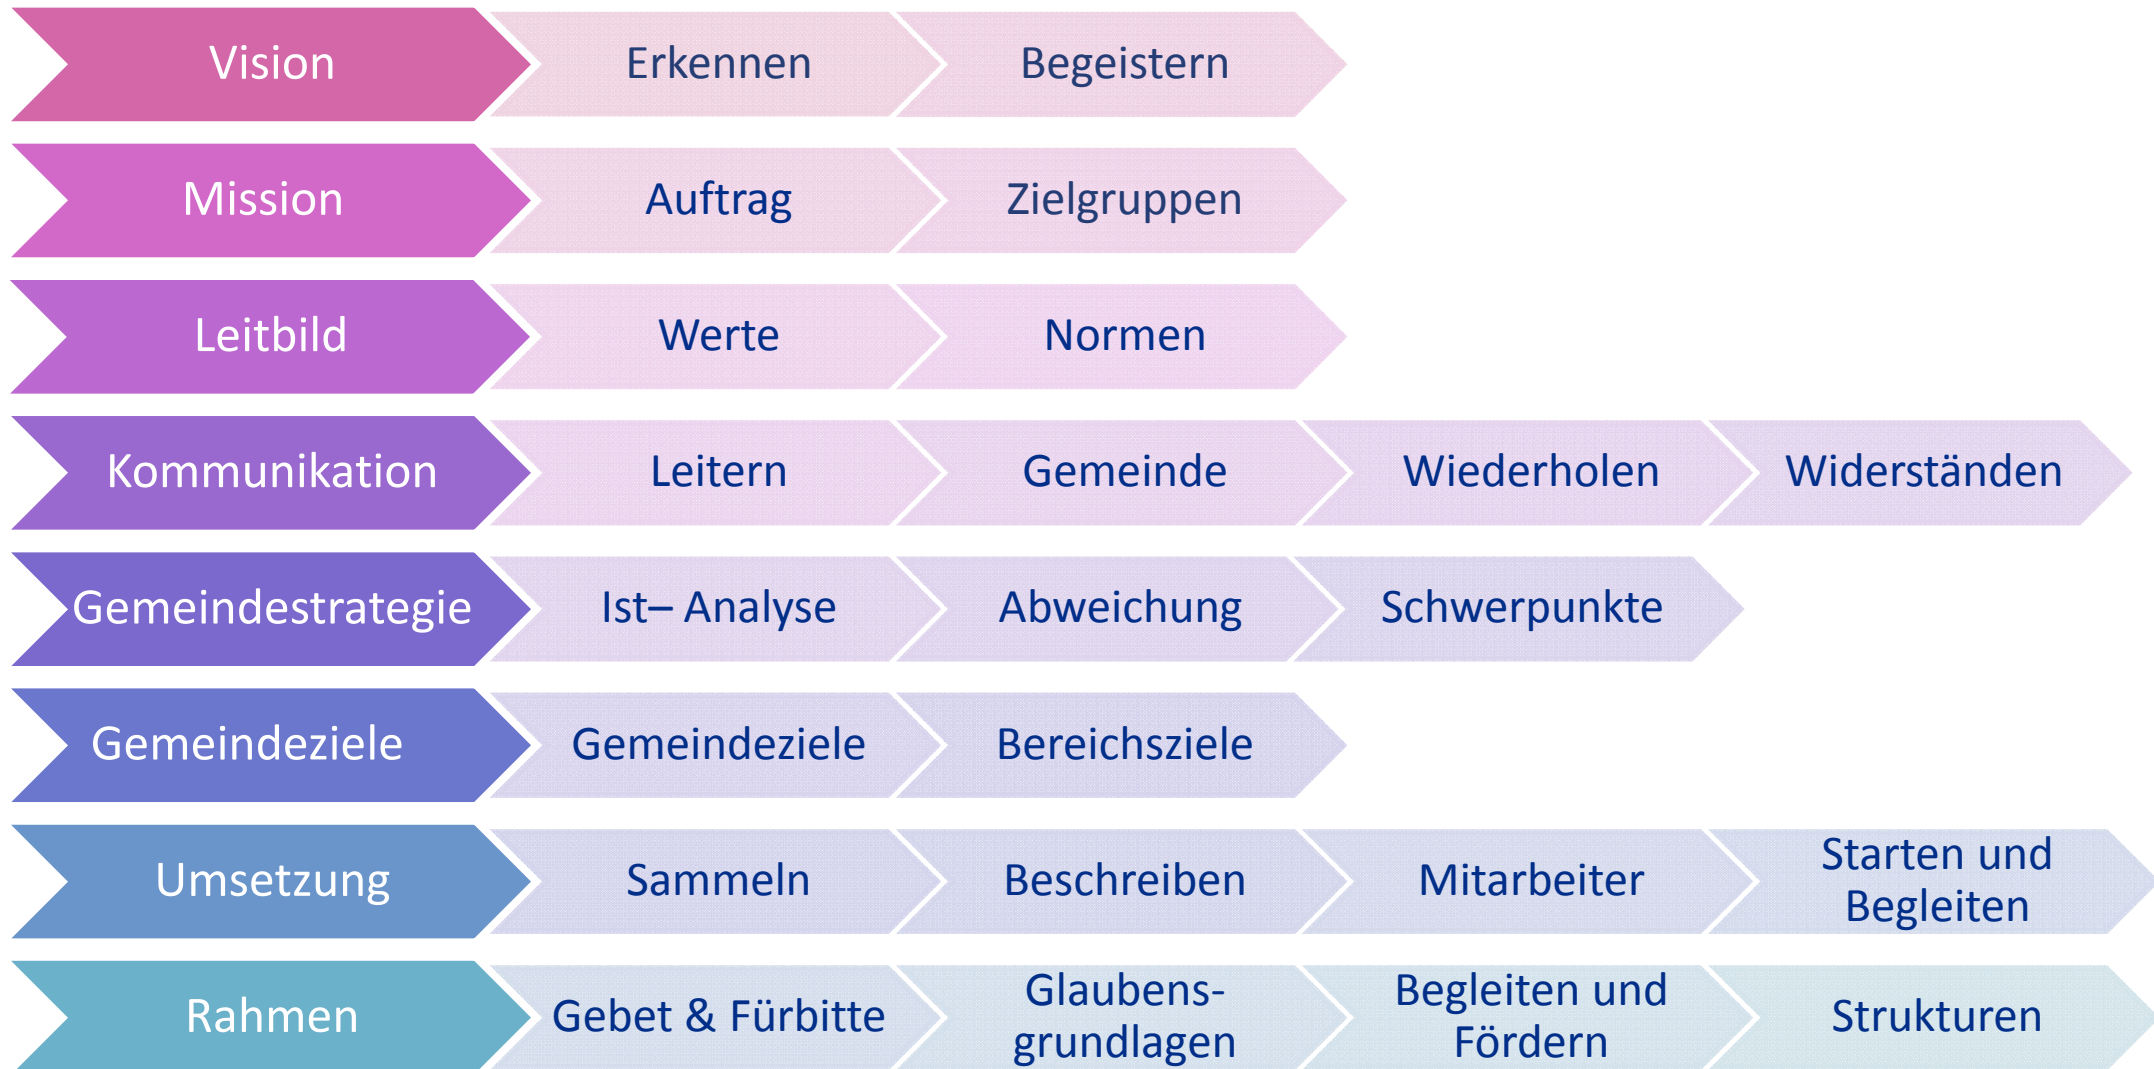 Vision
Erkennen
Begeistern
Mission
Auftrag
Zielgruppen
Leitbild
Werte
Normen
Kommunikation
Leitern
Gemeinde
Wiederholen
Widerständen
Gemeindestrategie
Ist– Analyse
Abweichung
Schwerpunkte
Gemeindeziele
Gemeindeziele
Bereichsziele
Umsetzung
Sammeln
Beschreiben
Mitarbeiter
Starten und
Begleiten
Rahmen
Gebet & Fürbitte
Glaubens-
grundlagen
Begleiten und
Fördern
Strukturen